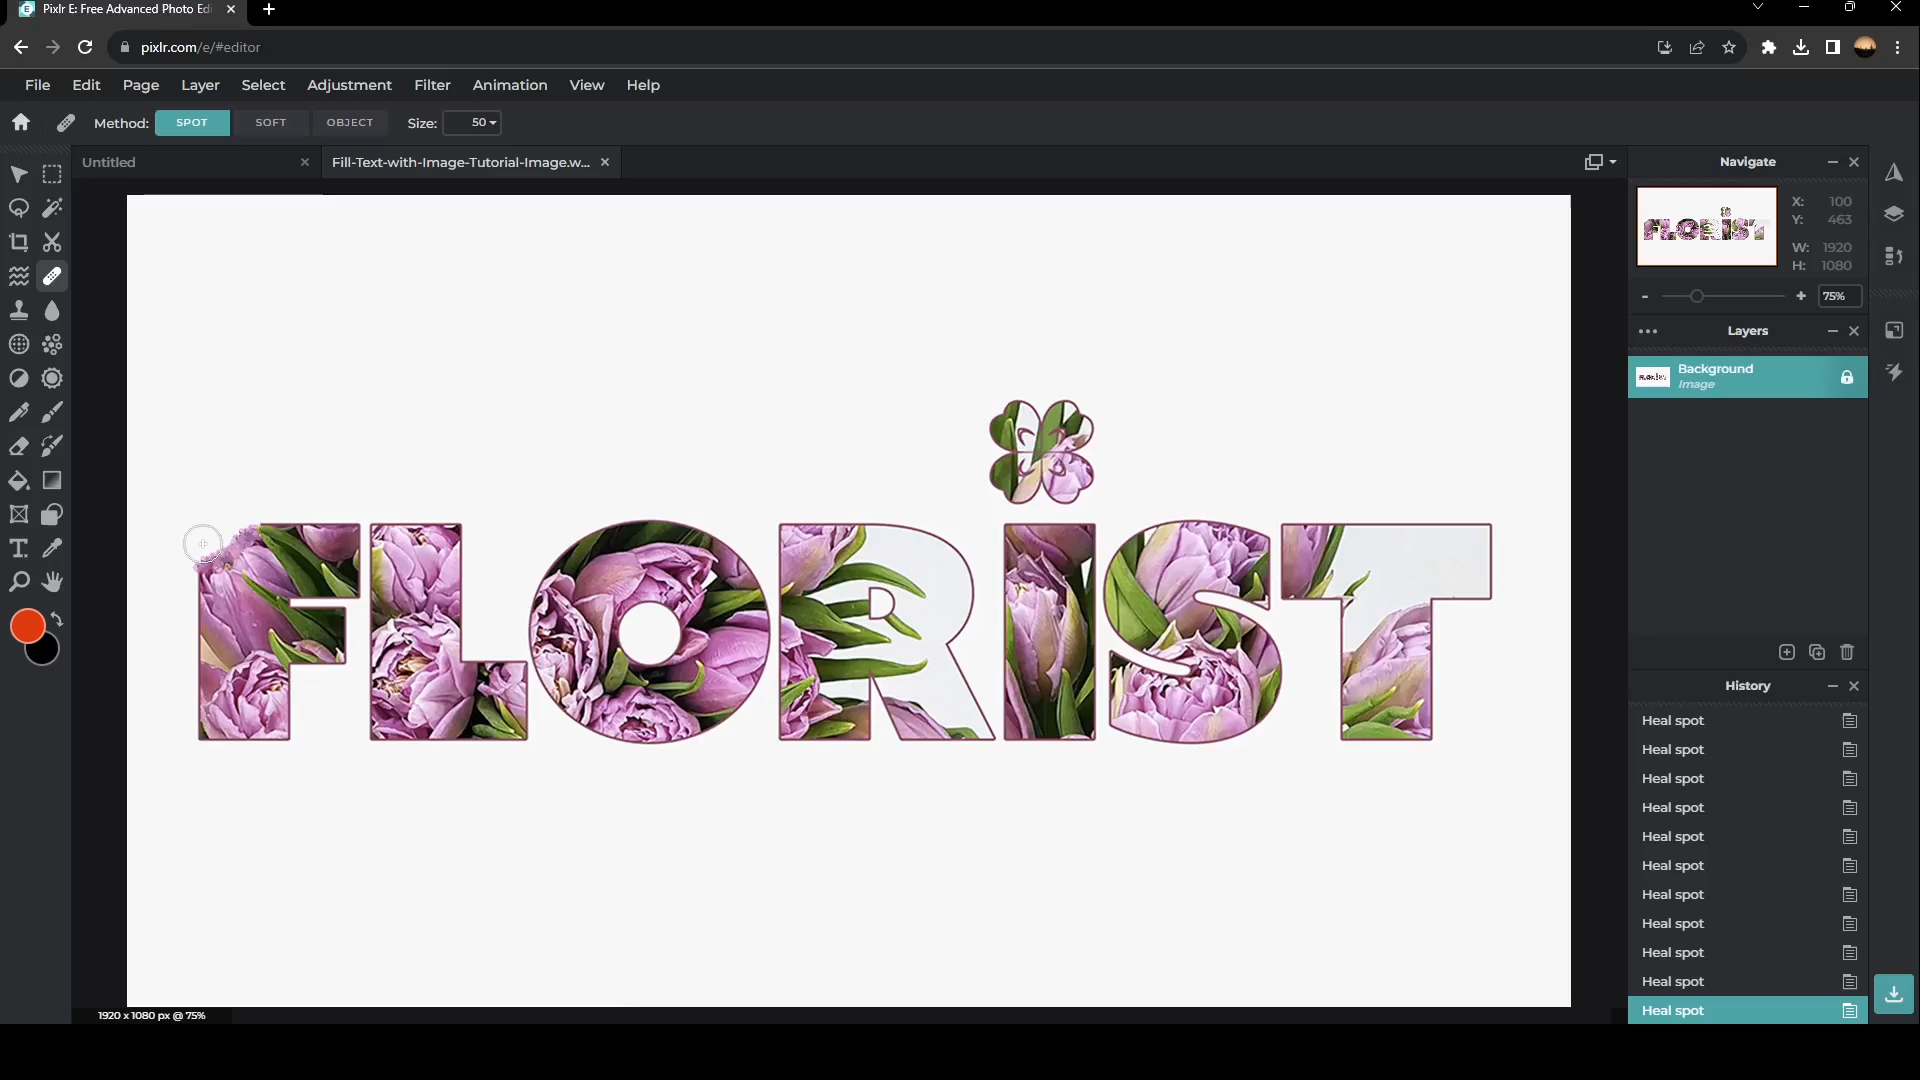 Pixlr E: Free Advanced Photo Edi
pixlr.com/e/#editor
File Edit Page Layer Select Adjustment Filter Animation View Help
Method: SPOT SOFT OBJECT Size: 50
Untitled
Fill-Text-with-Image-Tutorial-Image.w...
Navigate
X: 100
Y: 463
W: 1920
H: 1080
FLORIST
- + 75%
Layers
Background
Image
FLORiST
History
Heal spot
Heal spot
Heal spot
Heal spot
Heal spot
Heal spot
Heal spot
Heal spot
Heal spot
Heal spot
Heal spot
1920 x 1080 px @ 75%